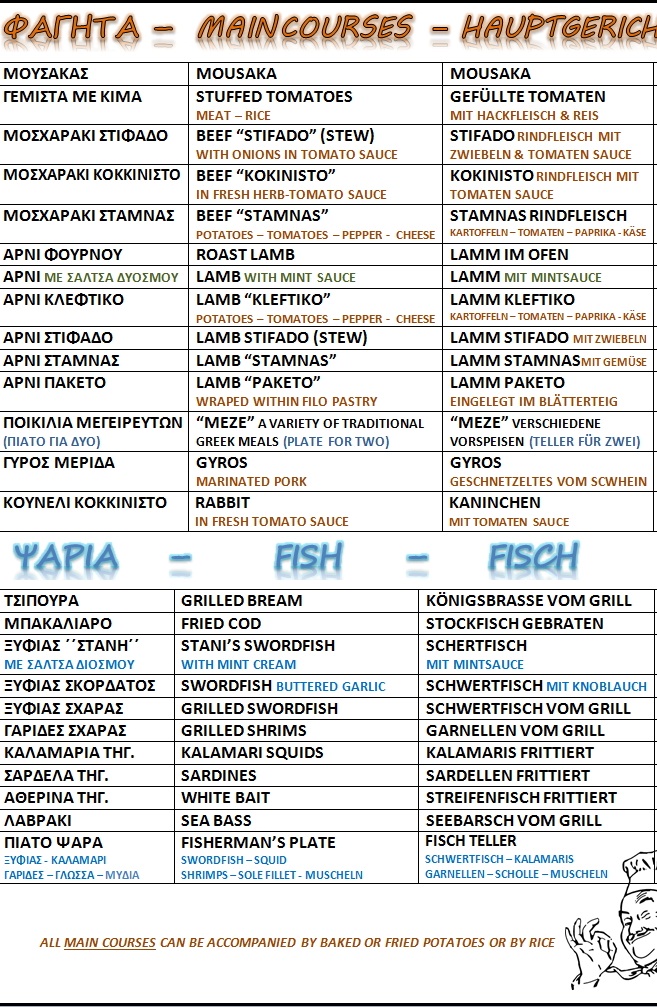 ΦΑΓΗΤΑ – MAIN COURSES – HAUPTGERICH
ΜΟΥΣΑΚΑΣ MOUSAKA MOUSAKA
ΓΕΜΙΣΤΑ ΜΕ ΚΙΜΑ STUFFED TOMATOES GEFÜLLTE TOMATEN
MEAT – RICE MIT HACKFLEISCH & REIS
ΜΟΣΧΑΡΑΚΙ ΣΤΙΦΑΔΟ BEEF “STIFADO” (STEW) STIFADO RINDFLEISCH MIT
WITH ONIONS IN TOMATO SAUCE ZWIEBELN & TOMATEN SAUCE
ΜΟΣΧΑΡΑΚΙ ΚΟΚΚΙΝΙΣΤΟ BEEF “KOKINISTO” KOKINISTO RINDFLEISCH MIT
IN FRESH HERB-TOMATO SAUCE TOMATEN SAUCE
ΜΟΣΧΑΡΑΚΙ ΣΤΑΜΝΑΣ BEEF “STAMNAS” STAMNAS RINDFLEISCH
POTATOES – TOMATOES – PEPPER - CHEESE KARTOFFELN – TOMATEN – PAPRIKA - KÄSE
ΑΡΝΙ ΦΟΥΡΝΟΥ ROAST LAMB LAMM IM OFEN
ΑΡΝΙ ΜΕ ΣΑΛΤΣΑ ΔΥΟΣΜΟΥ LAMB WITH MINT SAUCE LAMM MIT MINTSAUCE
ΑΡΝΙ ΚΛΕΦΤΙΚΟ LAMB “KLEFTIKO” LAMM KLEFTIKO
POTATOES – TOMATOES – PEPPER - CHEESE KARTOFFELN – TOMATEN – PAPRIKA - KÄSE
ΑΡΝΙ ΣΤΙΦΑΔΟ LAMB STIFADO (STEW) LAMM STIFADO MIT ZWIEBELN
ΑΡΝΙ ΣΤΑΜΝΑΣ LAMB “STAMNAS” LAMM STAMNAS MIT GEMÜSE
ΑΡΝΙ ΠΑΚΕΤΟ LAMB “PAKETO” LAMM PAKETO
WRAPED WITHIN FILO PASTRY EINGELEGT IM BLÄTTERTEIG
ΠΟΙΚΙΛΙΑ ΜΕΓΕΙΡΕΥΤΩΝ “MEZE” A VARIETY OF TRADITIONAL “MEZE” VERSCHIEDENE
(ΠΙΑΤΟ ΓΙΑ ΔΥΟ) GREEK MEALS (PLATE FOR TWO) VORSPEISEN (TELLER FÜR ZWEI)
ΓΥΡΟΣ ΜΕΡΙΔΑ GYROS GYROS
MARINATED PORK GESCHNETZELTES VOM SCWHEIN
ΚΟΥΝΕΛΙ ΚΟΚΚΙΝΙΣΤΟ RABBIT KANINCHEN
IN FRESH TOMATO SAUCE MIT TOMATEN SAUCE
ΨΑΡΙΑ – FISH – FISCH
ΤΣΙΠΟΥΡΑ GRILLED BREAM KÖNIGSBRASSE VOM GRILL
ΜΠΑΚΑΛΙΑΡΟ FRIED COD STOCKFISCH GEBRATEN
ΞΥΦΙΑΣ ΄΄ΣΤΑΝΗ΄΄ STANI’S SWORDFISH SCHERTFISCH
ΜΕ ΣΑΛΤΣΑ ΔΙΟΣΜΟΥ WITH MINT CREAM MIT MINTSAUCE
ΞΥΦΙΑΣ ΣΚΟΡΔΑΤΟΣ SWORDFISH BUTTERED GARLIC SCHWERTFISCH MIT KNOBLAUCH
ΞΥΦΙΑΣ ΣΧΑΡΑΣ GRILLED SWORDFISH SCHWERTFISCH VOM GRILL
ΓΑΡΙΔΕΣ ΣΧΑΡΑΣ GRILLED SHRIMS GARNELLEN VOM GRILL
ΚΑΛΑΜΑΡΙΑ ΤΗΓ. KALAMARI SQUIDS KALAMARIS FRITTIERT
ΣΑΡΔΕΛΑ ΤΗΓ. SARDINES SARDELLEN FRITTIERT
ΑΘΕΡΙΝΑ ΤΗΓ. WHITE BAIT STREIFENFISCH FRITTIERT
ΛΑΒΡΑΚΙ SEA BASS SEEBARSCH VOM GRILL
ΠΙΑΤΟ ΨΑΡΑ FISHERMAN’S PLATE FISCH TELLER
ΞΥΦΙΑΣ - ΚΑΛΑΜΑΡΙ SWORDFISH – SQUID SCHWERTFISCH – KALAMARIS
ΓΑΡΙΔΕΣ – ΓΛΩΣΣΑ – ΜΥΔΙΑ SHRIMPS – SOLE FILLET - MUSCHELN GARNELLEN – SCHOLLE – MUSCHELN
ALL MAIN COURSES CAN BE ACCOMPANIED BY BAKED OR FRIED POTATOES OR BY RICE